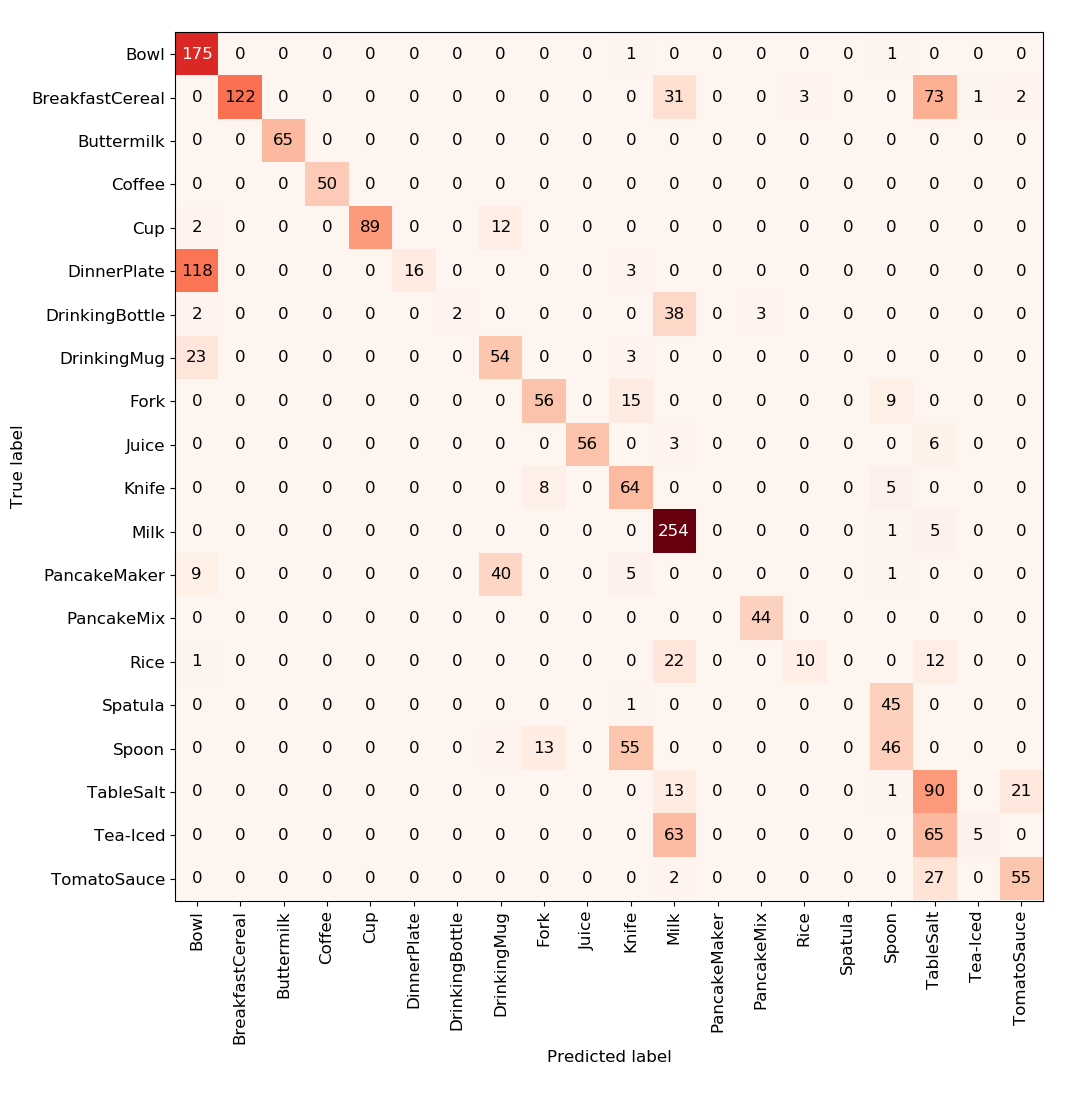 Bowl 175 0 0 0 0 0 0 0 0 0 1 0 0 0 0 0 1 0 0 0
BreakfastCereal 0 122 0 0 0 0 0 0 0 0 0 31 0 0 3 0 0 73 1 2
Buttermilk 0 0 65 0 0 0 0 0 0 0 0 0 0 0 0 0 0 0 0 0
Coffee 0 0 0 50 0 0 0 0 0 0 0 0 0 0 0 0 0 0 0 0
Cup 2 0 0 0 89 0 0 12 0 0 0 0 0 0 0 0 0 0 0 0
DinnerPlate 118 0 0 0 0 16 0 0 0 0 3 0 0 0 0 0 0 0 0 0
DrinkingBottle 2 0 0 0 0 0 2 0 0 0 0 38 0 3 0 0 0 0 0 0
DrinkingMug 23 0 0 0 0 0 0 54 0 0 3 0 0 0 0 0 0 0 0 0
Fork 0 0 0 0 0 0 0 0 56 0 15 0 0 0 0 0 9 0 0 0
Juice 0 0 0 0 0 0 0 0 0 56 0 3 0 0 0 0 0 6 0 0
Knife 0 0 0 0 0 0 0 0 8 0 64 0 0 0 0 0 5 0 0 0
Milk 0 0 0 0 0 0 0 0 0 0 0 254 0 0 0 0 1 5 0 0
PancakeMaker 9 0 0 0 0 0 0 40 0 0 5 0 0 0 0 0 1 0 0 0
PancakeMix 0 0 0 0 0 0 0 0 0 0 0 0 0 44 0 0 0 0 0 0
Rice 1 0 0 0 0 0 0 0 0 0 0 22 0 0 10 0 0 12 0 0
Spatula 0 0 0 0 0 0 0 0 0 0 1 0 0 0 0 0 45 0 0 0
Spoon 0 0 0 0 0 0 0 2 13 0 55 0 0 0 0 0 46 0 0 0
TableSalt 0 0 0 0 0 0 0 0 0 0 0 13 0 0 0 0 1 90 0 21
Tea-Iced 0 0 0 0 0 0 0 0 0 0 0 63 0 0 0 0 0 65 5 0
TomatoSauce 0 0 0 0 0 0 0 0 0 0 0 2 0 0 0 0 0 27 0 55
True label
Bowl
BreakfastCereal
Buttermilk
Coffee
Cup
DinnerPlate
DrinkingBottle
DrinkingMug
Fork
Juice
Knife
Milk
PancakeMaker
PancakeMix
Rice
Spatula
Spoon
TableSalt
Tea-Iced
TomatoSauce
Predicted label